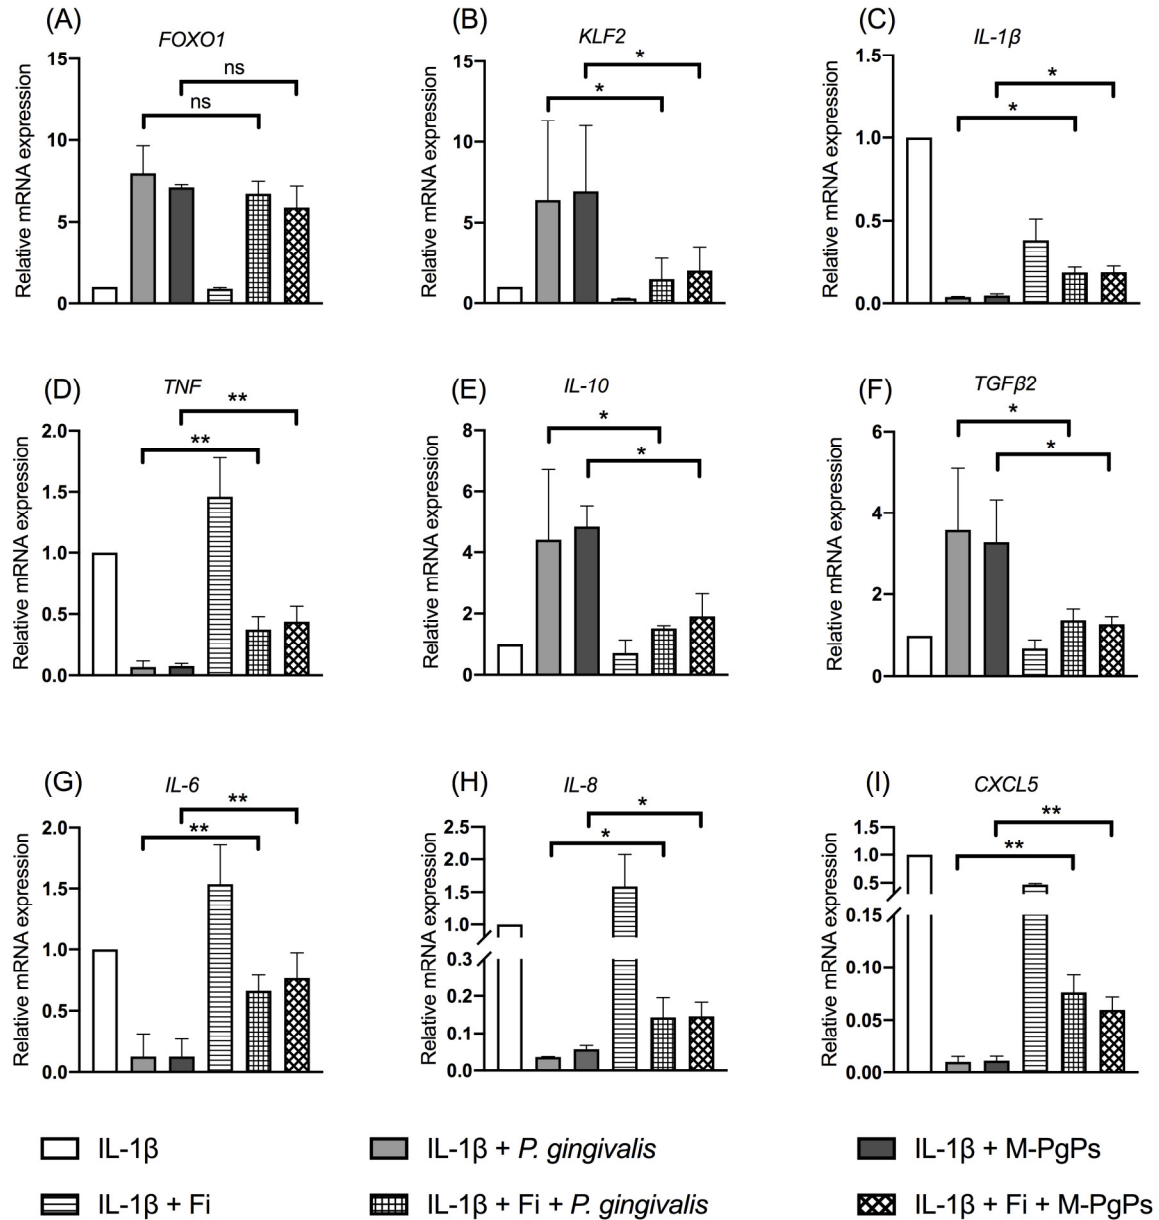 (A)
FOXO1
Relative mRNA expression
15
10
5
0
ns
ns
(B)
KLF2
Relative mRNA expression
15
10
5
0
*
*
(C)
IL-1β
Relative mRNA expression
1.5
1.0
0.5
0.0
*
*
(D)
TNF
Relative mRNA expression
2.0
1.5
1.0
0.5
0.0
**
**
(E)
IL-10
Relative mRNA expression
8
6
4
2
0
*
*
(F)
TGFβ2
Relative mRNA expression
6
4
2
0
*
*
(G)
IL-6
Relative mRNA expression
2.0
1.5
1.0
0.5
0.0
**
**
(H)
IL-8
Relative mRNA expression
2.5
2.0
1.5
1.0
0.3
0.2
0.1
0.0
*
*
(I)
CXCL5
Relative mRNA expression
1.5
1.0
0.5
0.15
0.10
0.05
0.00
**
**
IL-1β
IL-1β + P. gingivalis
IL-1β + M-PgPs
IL-1β + Fi
IL-1β + Fi + P. gingivalis
IL-1β + Fi + M-PgPs